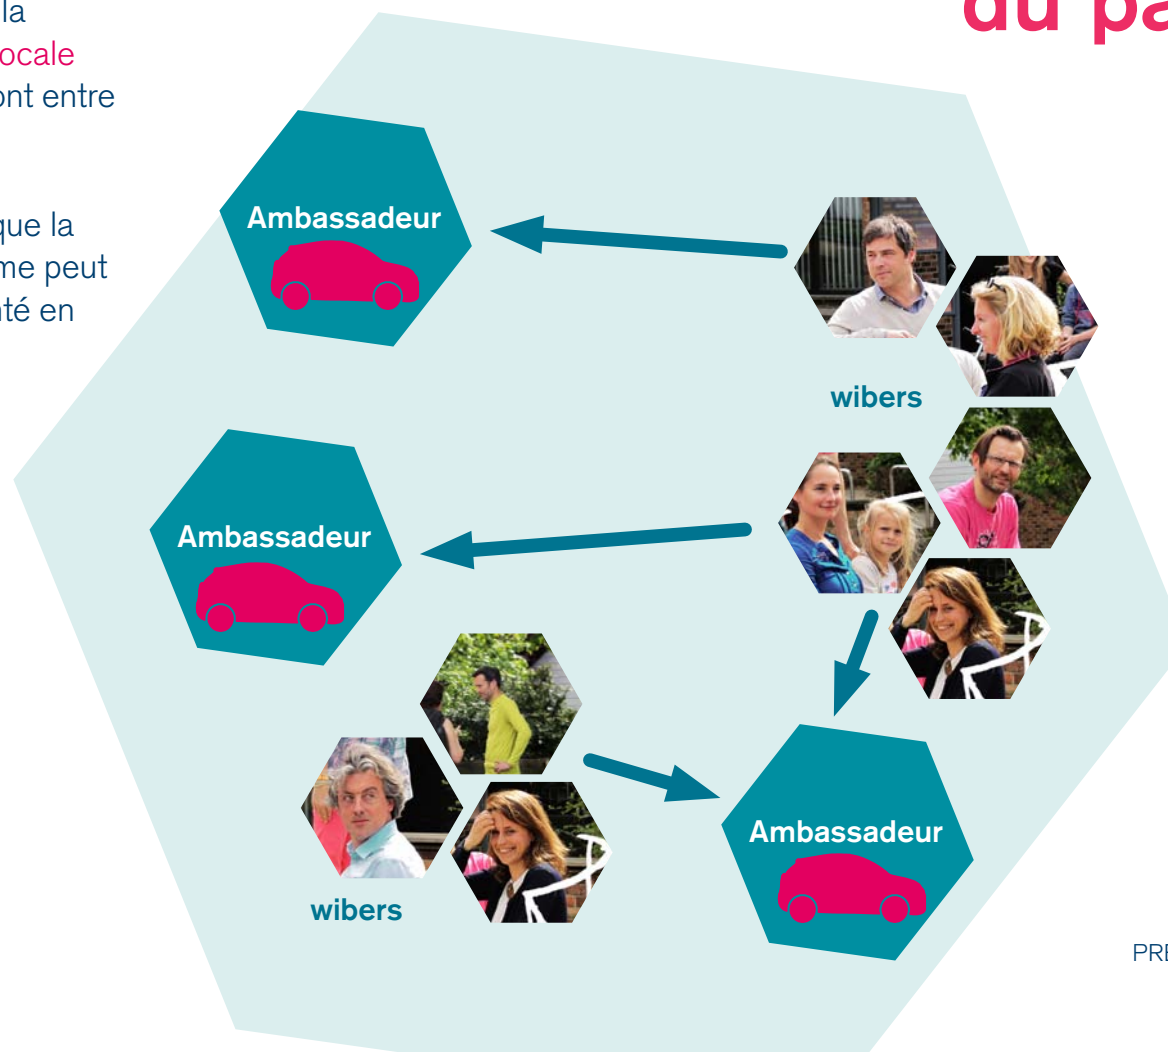 la
ocale
ont entre
que la
me peut
té en
du pa
Ambassadeur
wibers
Ambassadeur
Ambassadeur
wibers
PRE